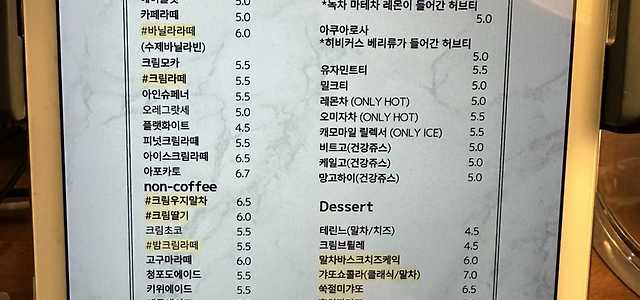 5.0
카페라떼 5.0
#바닐라라떼 6.0
(수제바닐라빈)
크림모카 5.5
#크림라떼 5.5
아인슈페너 5.5
오레그랏세 5.0
플랫화이트 4.5
피넛크림라떼 5.5
아이스크림라떼 6.5
아포카토 6.7
non-coffee
#크림우지말차 6.5
#크림딸기 6.0
크림초코 5.5
#밤크림라떼 5.5
고구마라떼 6.0
청포도에이드 5.5
키위에이드 5.5
*녹차 마테차 레몬이 들어간 허브티
5.0
아쿠아로사
*히비커스 베리류가 들어간 허브티
5.0
유자민트티 5.5
밀크티 5.5
레몬차 (ONLY HOT) 5.0
오미자차 (ONLY HOT) 5.5
캐모마일 릴렉서 (ONLY ICE) 5.5
비트고(건강쥬스) 5.0
케일고(건강쥬스) 5.0
망고하이(건강쥬스) 5.0
Dessert
테린느(말차/치즈) 4.5
크림브륄레 4.5
말차바스크치즈케익 6.0
가또쇼콜라(클래식/말차) 7.0
쑥절미갸또 6.5